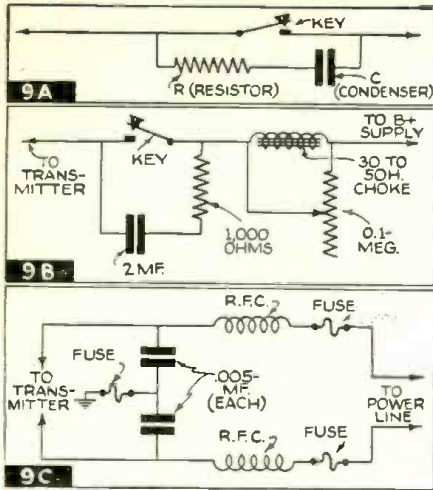 KEY
R (RESISTOR)
C
(CONDENSER)
9A
TO B+
SUPPLY
TO
TRANS-
MITTER
KEY
30 TO
50H.
CHOKE
1,000
OHMS
0.1-
MEG.
2 MF.
9B
R.F.C.
FUSE
FUSE
TO
TRANS-
MITTER
.005-
MF.
(EACH)
TO
POWER
LINE
R.F.C.
FUSE
9C